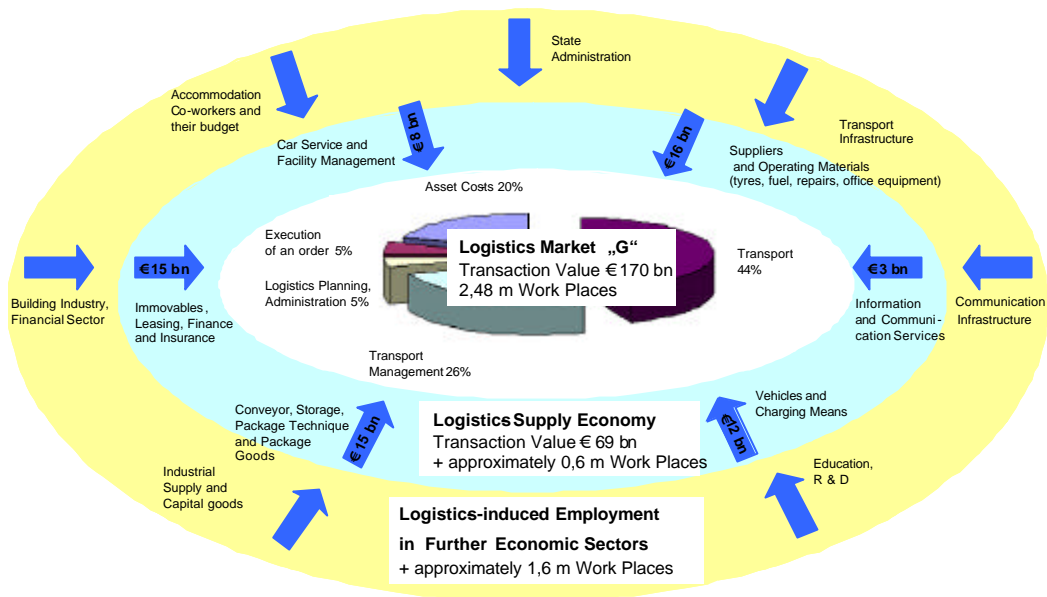 State
Administration
Accommodation
Co-workers and
their budget
Transport
Infrastructure
Car Service and
Facility Management
€ 8 bn
€ 16 bn
Suppliers
and Operating Materials
(tyres, fuel, repairs, office equipment)
Asset Costs 20%
Execution
of an order 5%
Logistics Market „G“
Transaction Value € 170 bn
2,48 m Work Places
Transport
44%
€ 15 bn
€ 3 bn
Logistics Planning,
Administration 5%
Building Industry,
Financial Sector
Immovables,
Leasing, Finance
and Insurance
Information
and Communi-
cation Services
Communication
Infrastructure
Transport
Management 26%
Conveyor, Storage,
Package Technique
and Package
Goods
€ 15 bn
Logistics Supply Economy
Transaction Value € 69 bn
+ approximately 0,6 m Work Places
€ 12 bn
Vehicles and
Charging Means
Industrial
Supply and
Capital goods
Education,
R & D
Logistics-induced Employment
in Further Economic Sectors
+ approximately 1,6 m Work Places